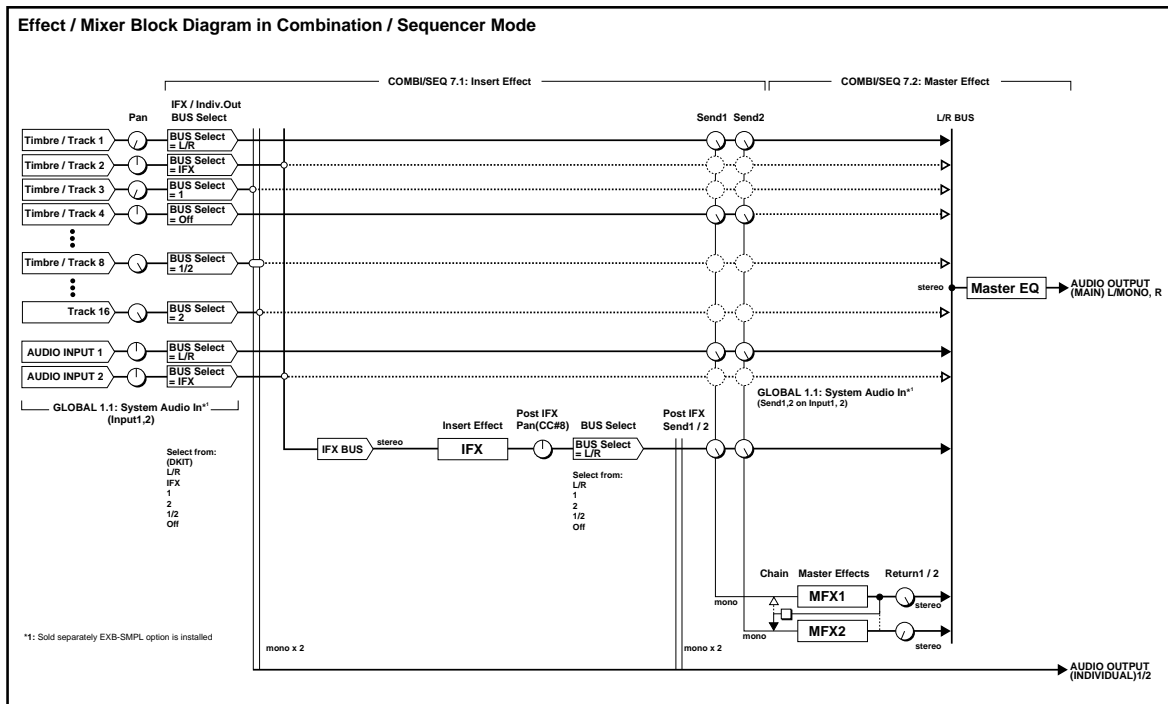 Effect / Mixer Block Diagram in Combination / Sequencer Mode
COMBI/SEQ 7.1: Insert Effect
COMBI/SEQ 7.2: Master Effect
IFX / Indiv.Out
Pan
BUS Select
Send1
Send2
L/R BUS
Timbre / Track 1
BUS Select
= L/R
Timbre / Track 2
BUS Select
= IFX
Timbre / Track 3
BUS Select
= 1
Timbre / Track 4
BUS Select
= Off
Timbre / Track 8
BUS Select
= 1/2
stereo
Master EQ
AUDIO OUTPUT
(MAIN) L/MONO, R
Track 16
BUS Select
= 2
AUDIO INPUT 1
BUS Select
= L/R
AUDIO INPUT 2
BUS Select
= IFX
GLOBAL 1.1: System Audio In*1
(Input1,2)
GLOBAL 1.1: System Audio In*1
(Send1,2 on Input1, 2)
Insert Effect
Post IFX
Pan(CC#8)
BUS Select
Post IFX
Send1 / 2
IFX BUS
stereo
IFX
BUS Select
= L/R
Select from:
(DKIT)
L/R
IFX
1
2
1/2
Off
Select from:
L/R
1
2
1/2
Off
Chain
Master Effects
Return1 / 2
mono
MFX1
stereo
mono
MFX2
stereo
*1: Sold separately EXB-SMPL option is installed
mono x 2
mono x 2
AUDIO OUTPUT
(INDIVIDUAL)1/2